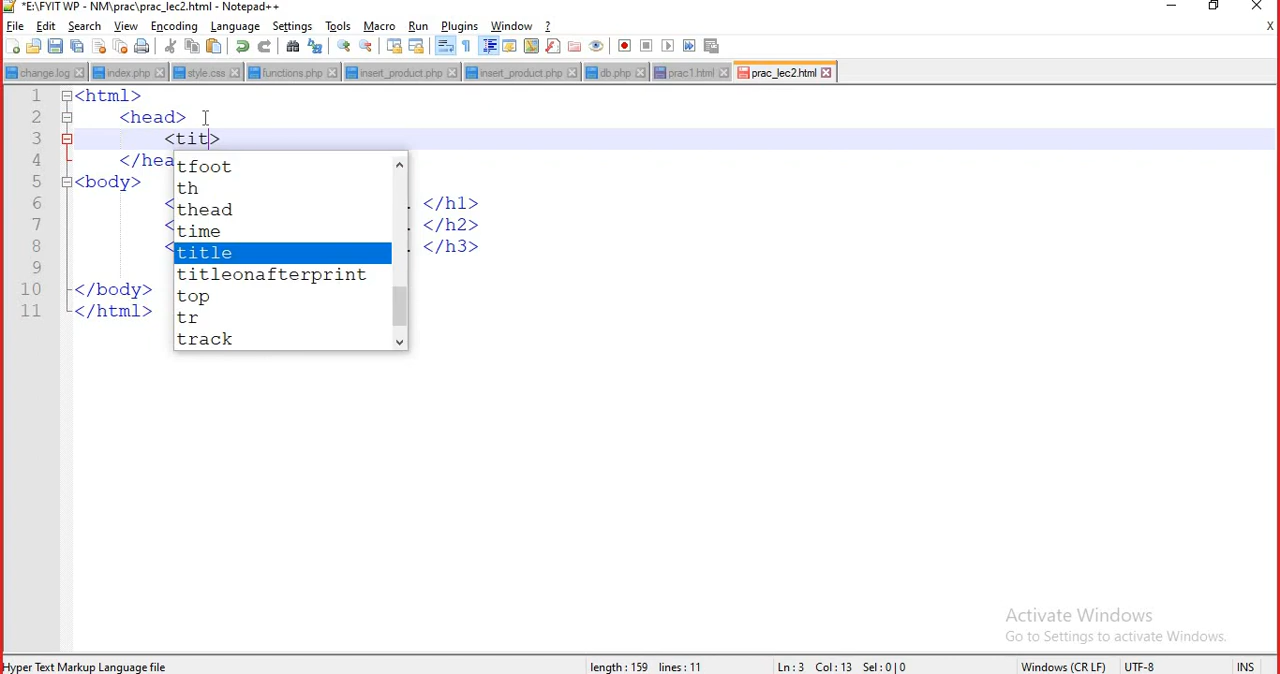 *E:\FYIT WP - NM\prac\prac_lec2.html - Notepad++
File Edit Search View Encoding Language Settings Tools Macro Run Plugins Window ? X
change.log index.php style.css functions.php insert_product.php insert_product.php db.php prac1.html prac_lec2.html
1 <html>
2 <head>
3 <tit>
4 </hea
5 <body>
6 < . </h1>
7 < . </h2>
8 < . </h3>
9
10 </body>
11 </html>
tfoot
th
thead
time
title
titleonafterprint
top
tr
track
Activate Windows
Go to Settings to activate Windows.
Hyper Text Markup Language file length : 159 lines : 11 Ln : 3 Col : 13 Sel : 0 | 0 Windows (CR LF) UTF-8 INS